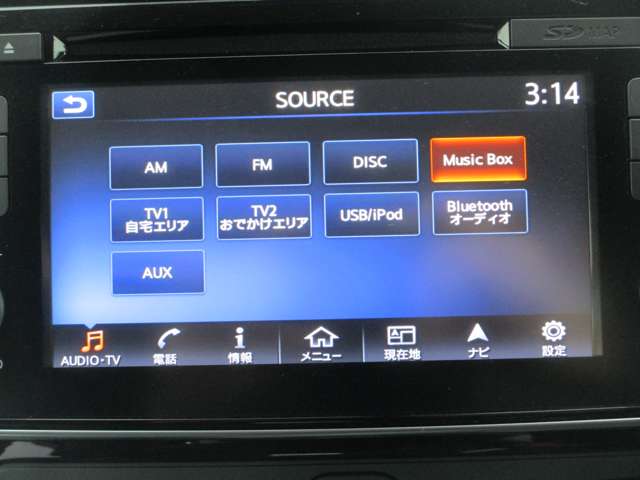 SD MAP
SOURCE
3:14
AM
FM
DISC
Music Box
TV1
自宅エリア
TV2
おでかけエリア
USB/iPod
Bluetooth
オーディオ
AUX
AUDIO・TV
電話
情報
メニュー
現在地
ナビ
設定